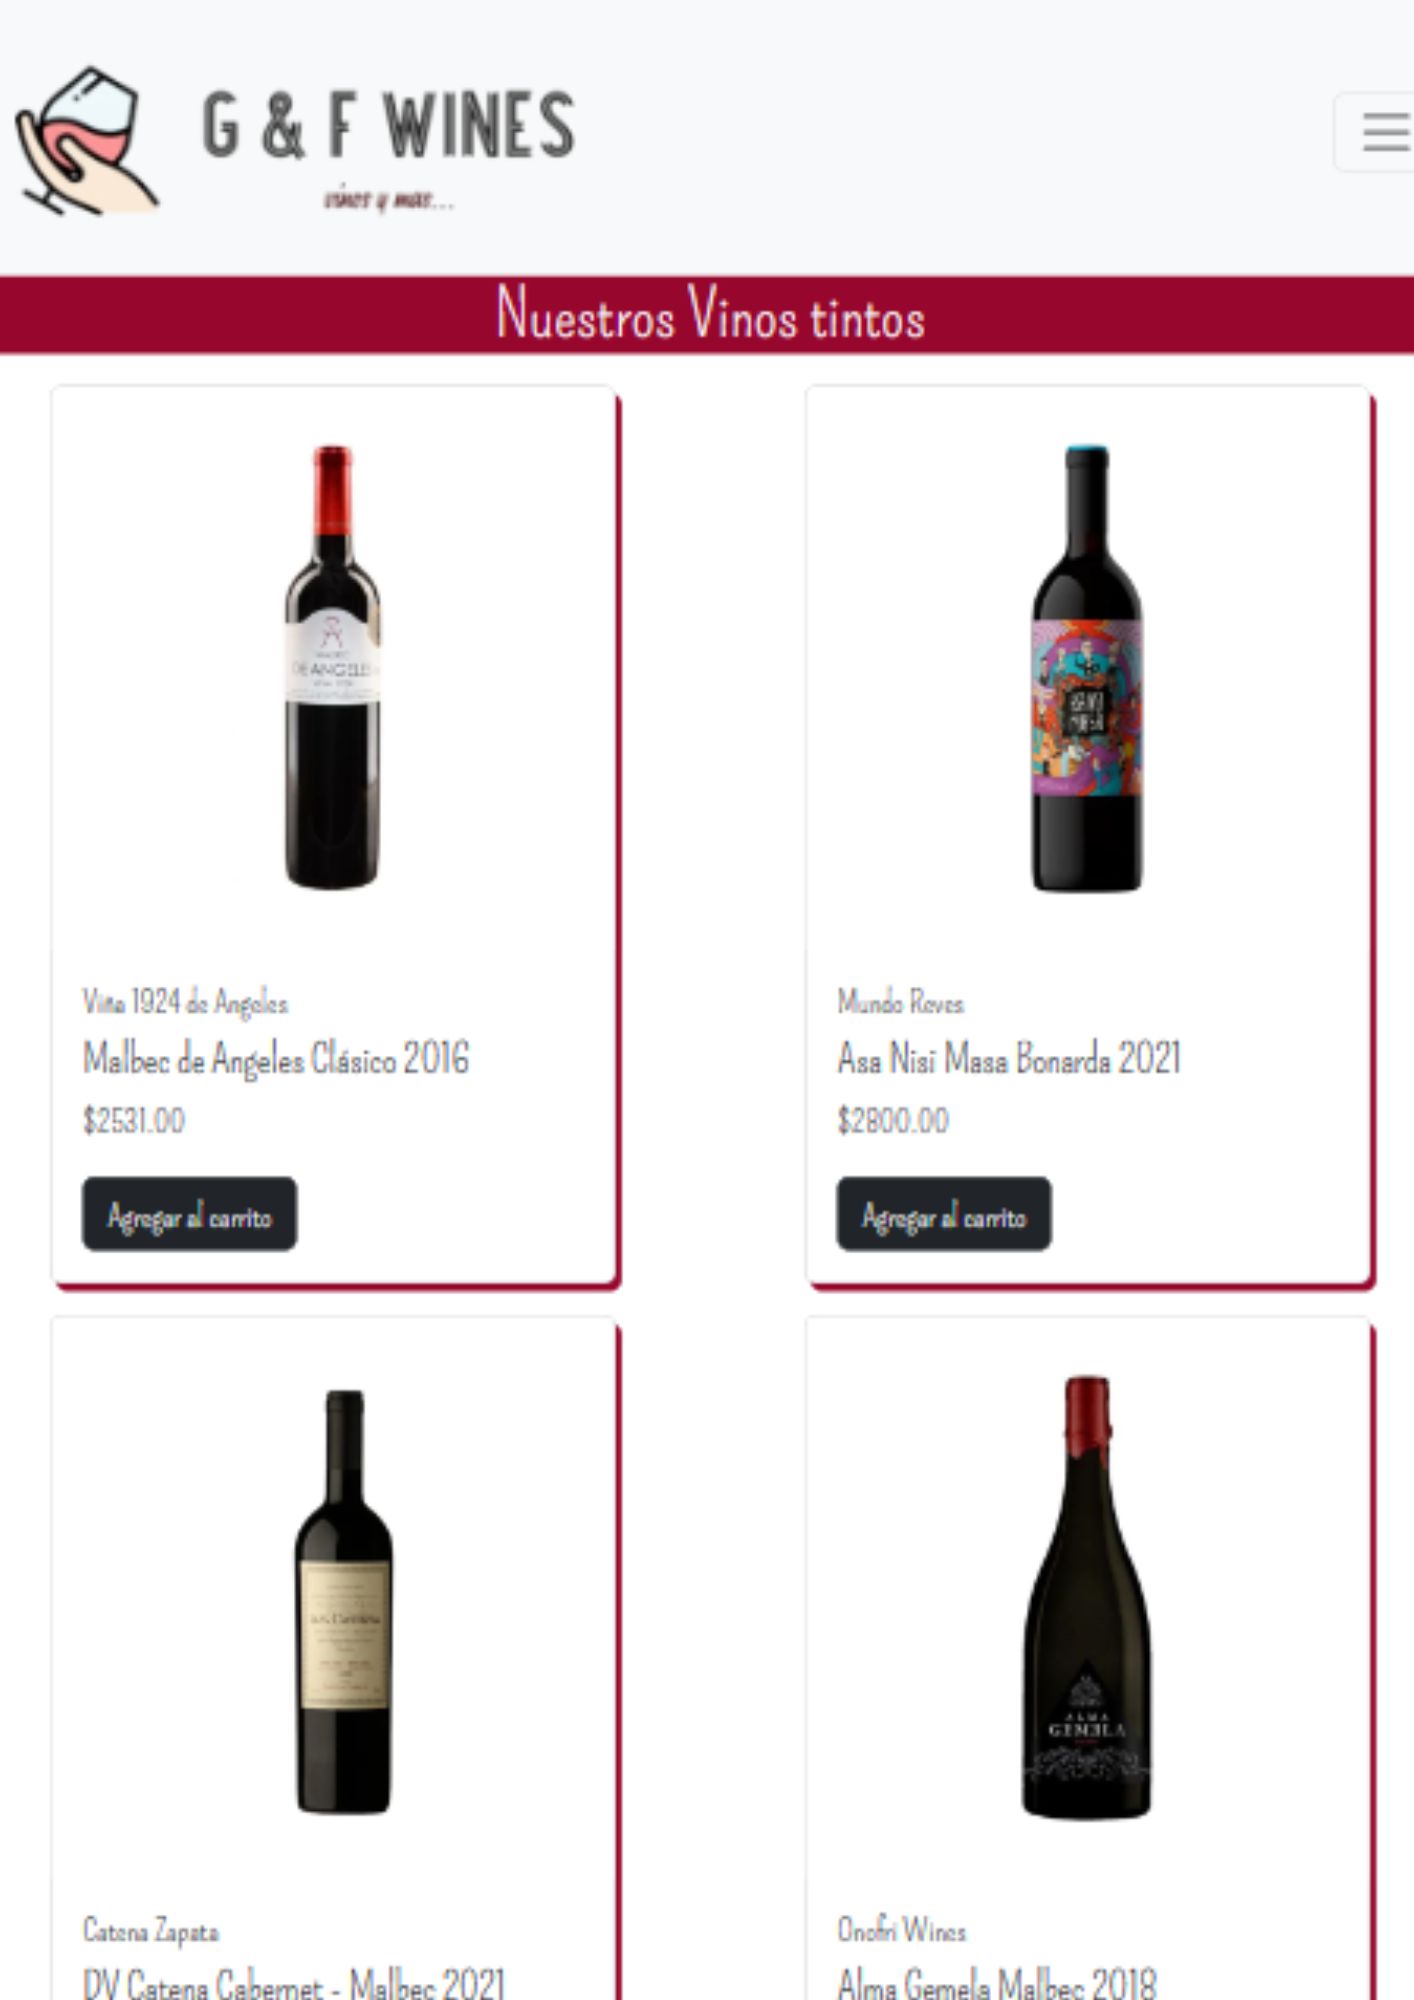 G & F WINES
vinos y mas...
Nuestros Vinos tintos
DE ANGELES
Viña 1924 de Angeles
Malbec de Angeles Clásico 2016
$2531.00
Agregar al carrito
Mundo Reves
Asa Nisi Masa Bonarda 2021
$2800.00
Agregar al carrito
Catena Zapata
DV Catena Cabernet - Malbec 2021
ALMA
GEMELA
Onofri Wines
Alma Gemela Malbec 2018